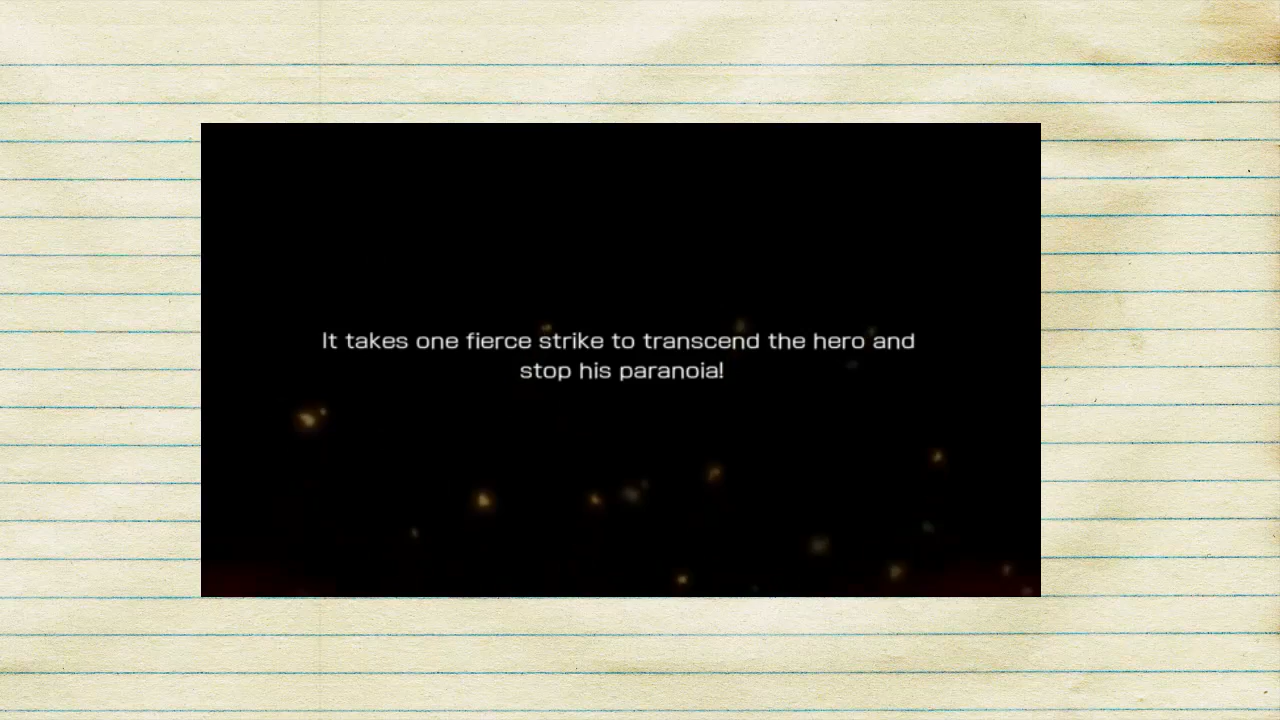 It takes one fierce strike to transcend the hero and
stop his paranoia!